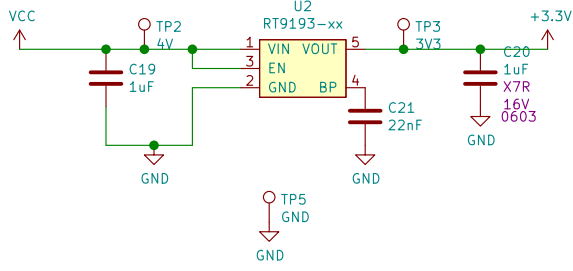 U2
VCC
TP2
RT9193-xx
TP3
+3.3V
4V
1
VIN
VOUT
5
3V3
C19
1uF
3
EN
C20
1uF
X7R
16V
0603
2
GND
BP
4
C21
22nF
GND
GND
GND
TP5
GND
GND